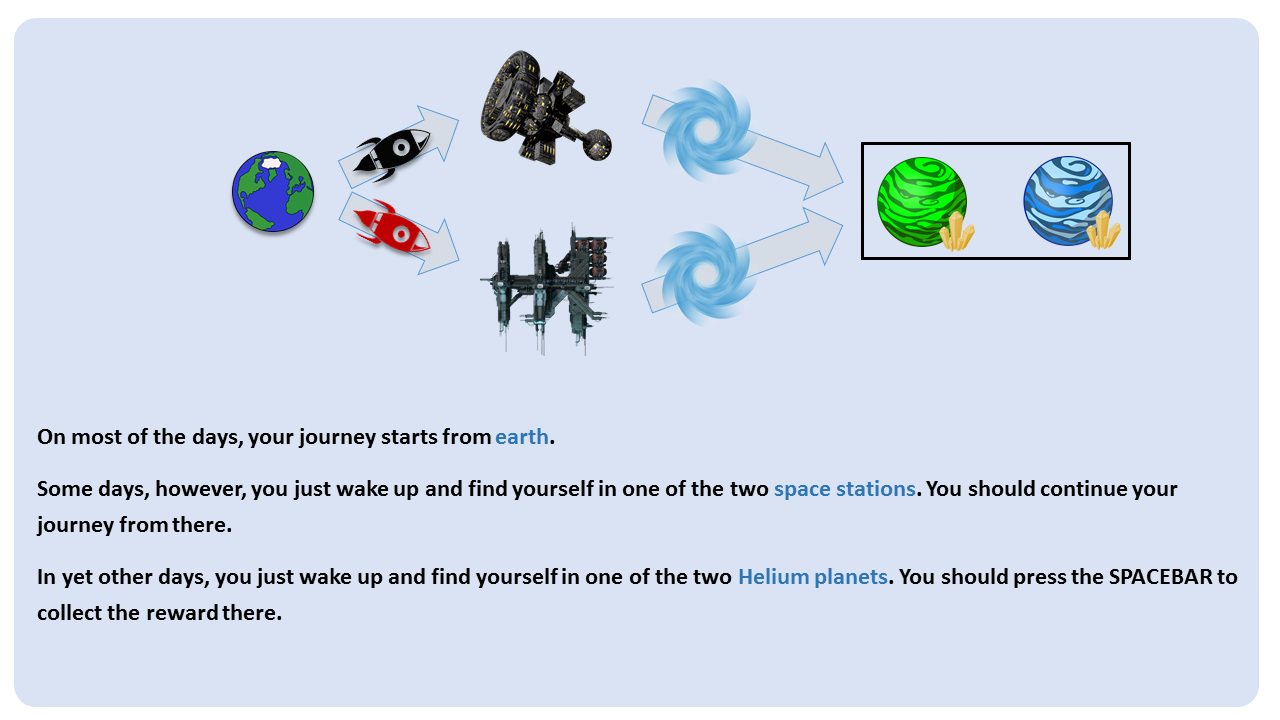 On most of the days, your journey starts from earth.
Some days, however, you just wake up and find yourself in one of the two space stations. You should continue your
journey from there.
In yet other days, you just wake up and find yourself in one of the two Helium planets. You should press the SPACEBAR to
collect the reward there.